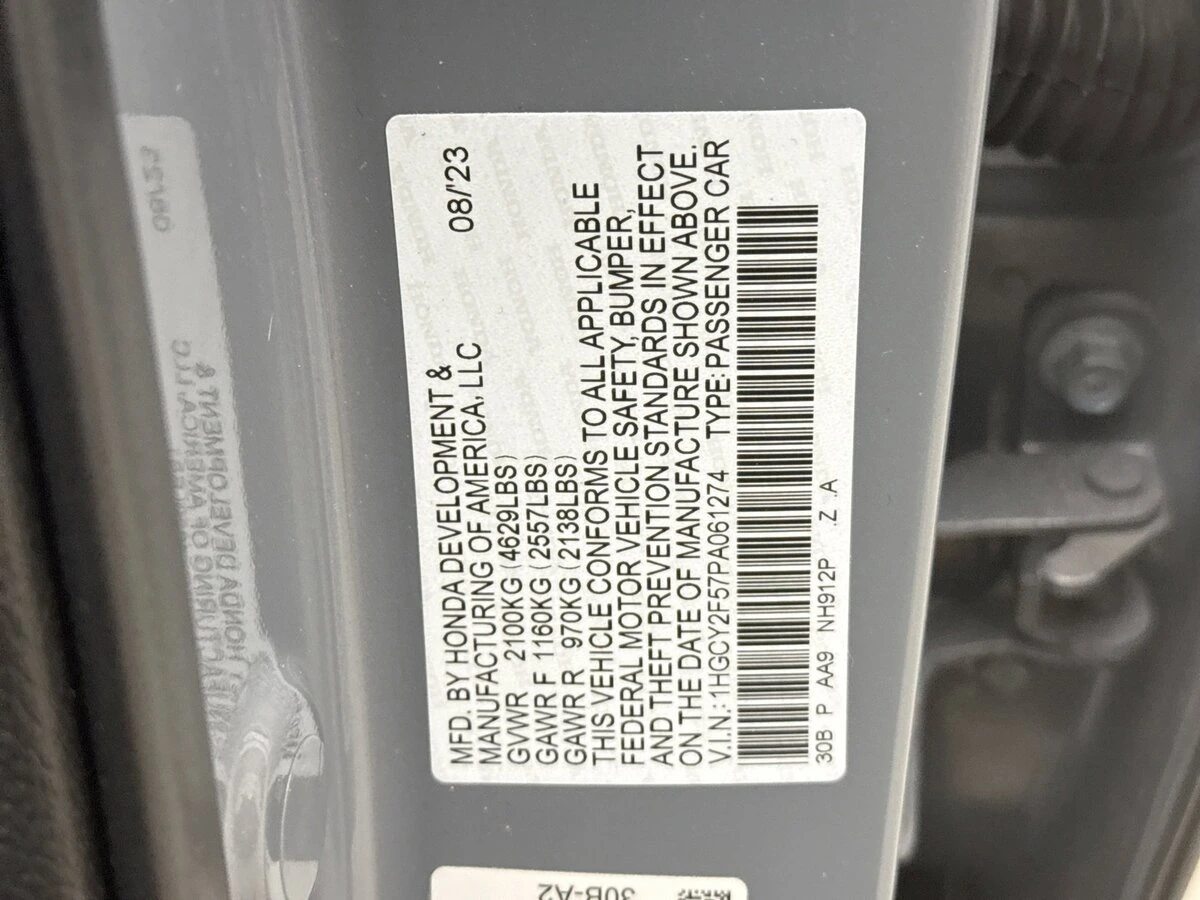 MFD. BY HONDA DEVELOPMENT &
MANUFACTURING OF AMERICA, LLC 08/'23
GVWR 2100KG (4629LBS)
GAWR F 1160KG (2557LBS)
GAWR R 970KG (2138LBS)
THIS VEHICLE CONFORMS TO ALL APPLICABLE
FEDERAL MOTOR VEHICLE SAFETY, BUMPER,
AND THEFT PREVENTION STANDARDS IN EFFECT
ON THE DATE OF MANUFACTURE SHOWN ABOVE.
V.I.N.: 1HGCY2F57PA061274 TYPE: PASSENGER CAR
30B P AA9 NH912P .Z .A
30B-A2